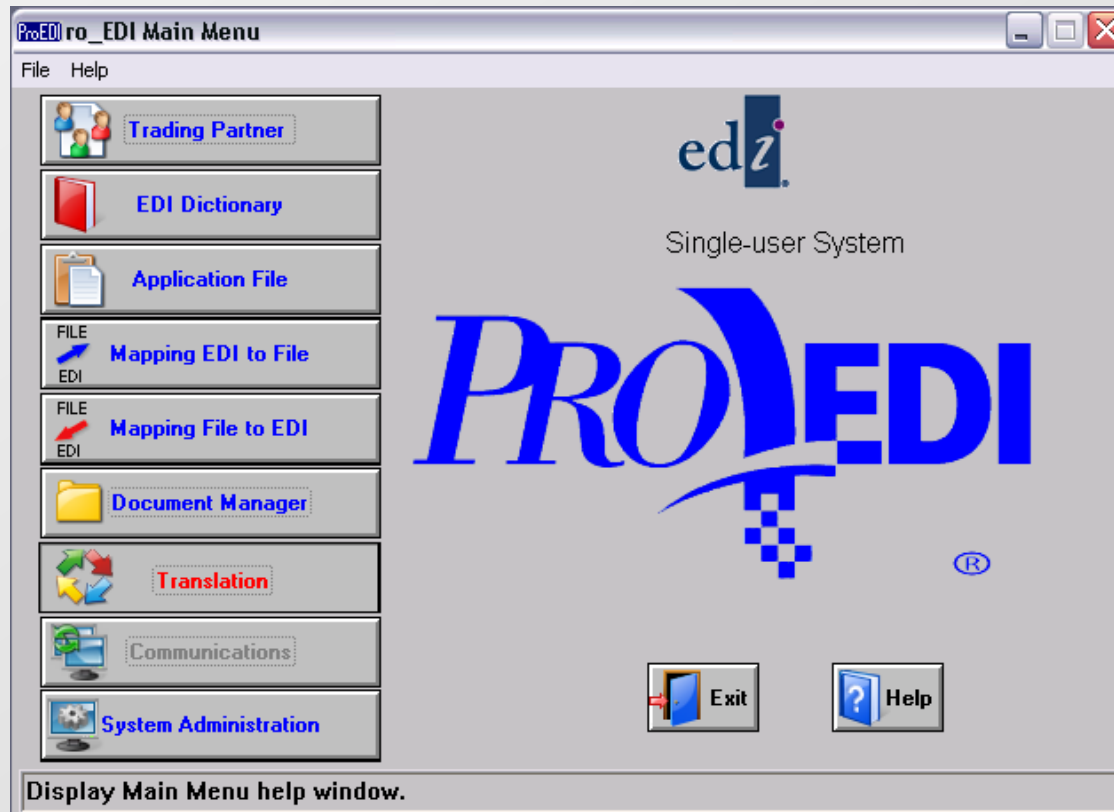 ProEDI ro_EDI Main Menu
File Help
Trading Partner
EDI Dictionary
Application File
FILE
EDI
Mapping EDI to File
FILE
EDI
Mapping File to EDI
Document Manager
Translation
Communications
System Administration
edi
Single-user System
PRO EDI
®
Exit
Help
Display Main Menu help window.